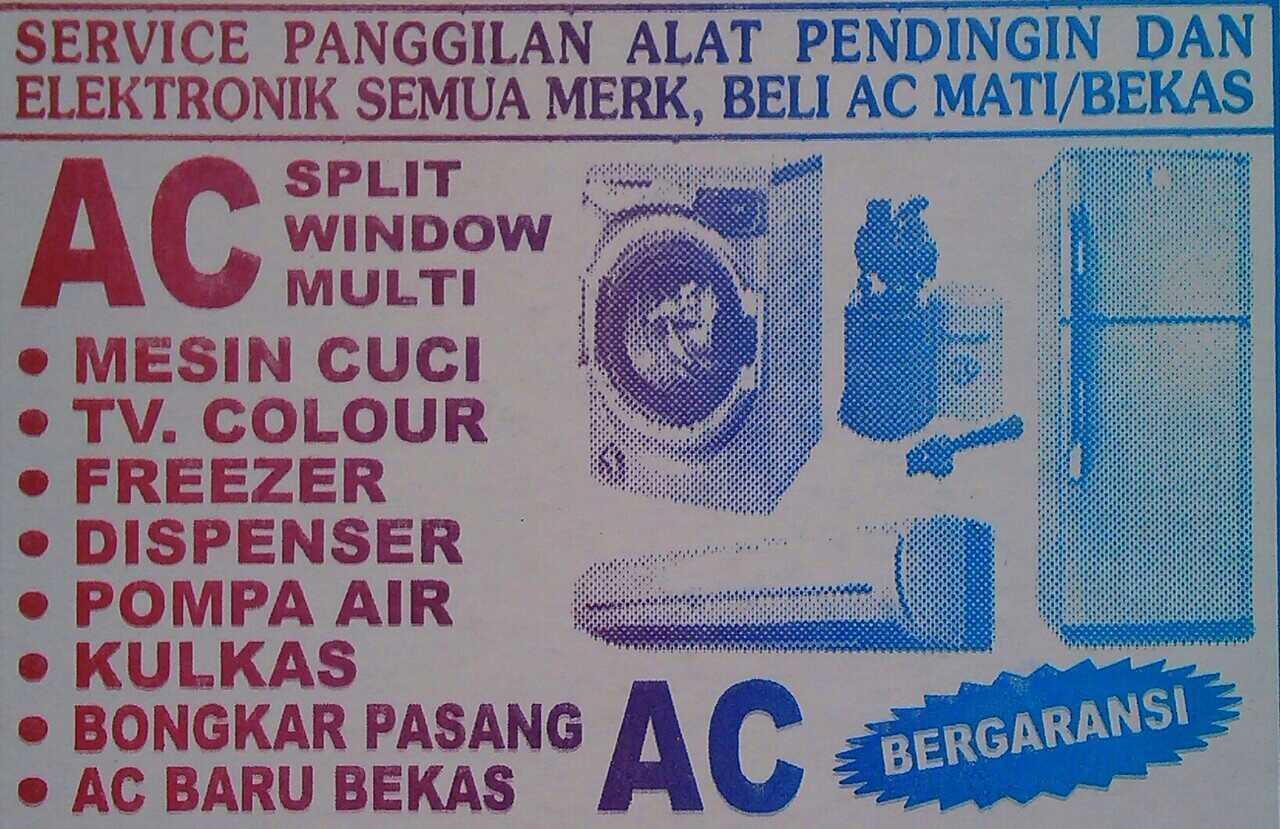 SERVICE PANGGILAN ALAT PENDINGIN DAN
ELEKTRONIK SEMUA MERK, BELI AC MATI/BEKAS
AC
SPLIT
WINDOW
MULTI
• MESIN CUCI
• TV. COLOUR
• FREEZER
• DISPENSER
• POMPA AIR
• KULKAS
• BONGKAR PASANG
• AC BARU BEKAS
AC
BERGARANSI